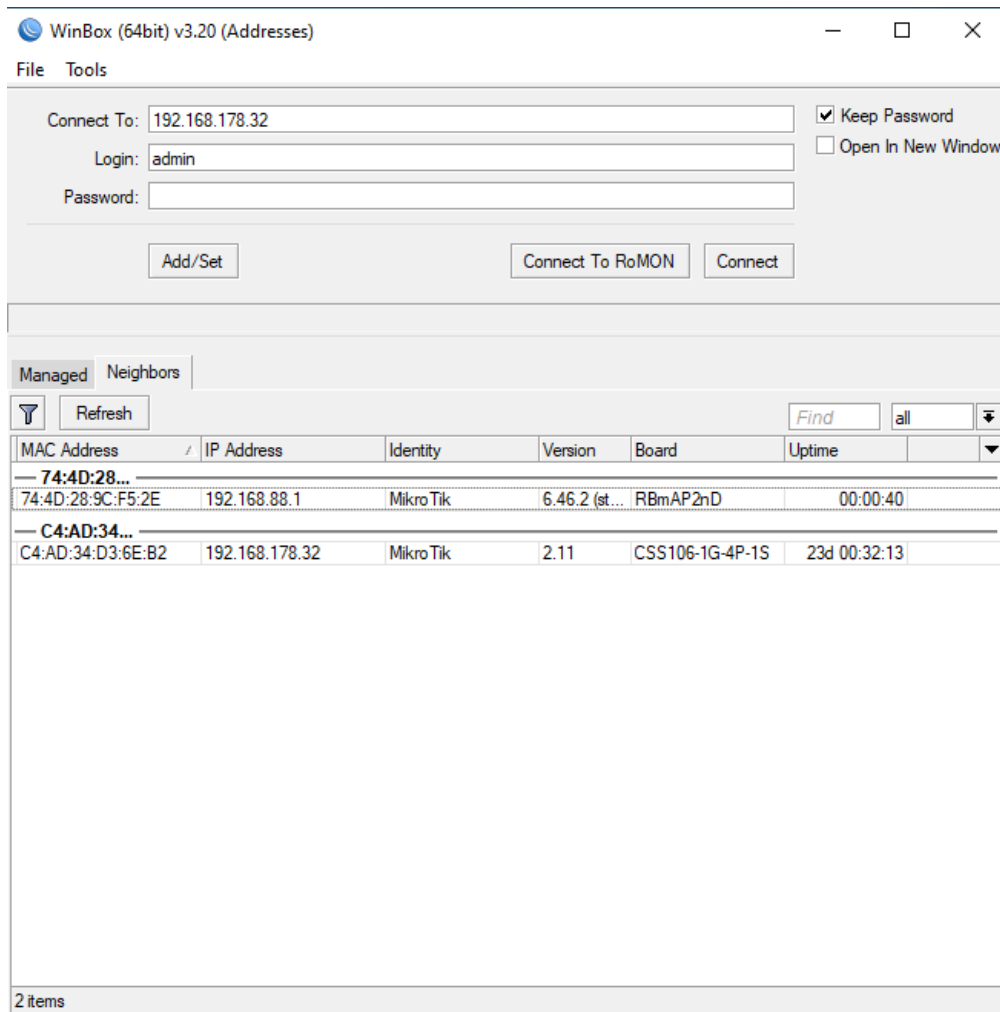 WinBox (64bit) v3.20 (Addresses)
File Tools
Connect To: 192.168.178.32
Keep Password
Login: admin
Open In New Window
Password:
Add/Set Connect To RoMON Connect
Managed Neighbors
Refresh Find all
MAC Address IP Address Identity Version Board Uptime
74:4D:28...
74:4D:28:9C:F5:2E 192.168.88.1 MikroTik 6.46.2 (st... RBmAP2nD 00:00:40
C4:AD:34...
C4:AD:34:D3:6E:B2 192.168.178.32 MikroTik 2.11 CSS106-1G-4P-1S 23d 00:32:13
2 items